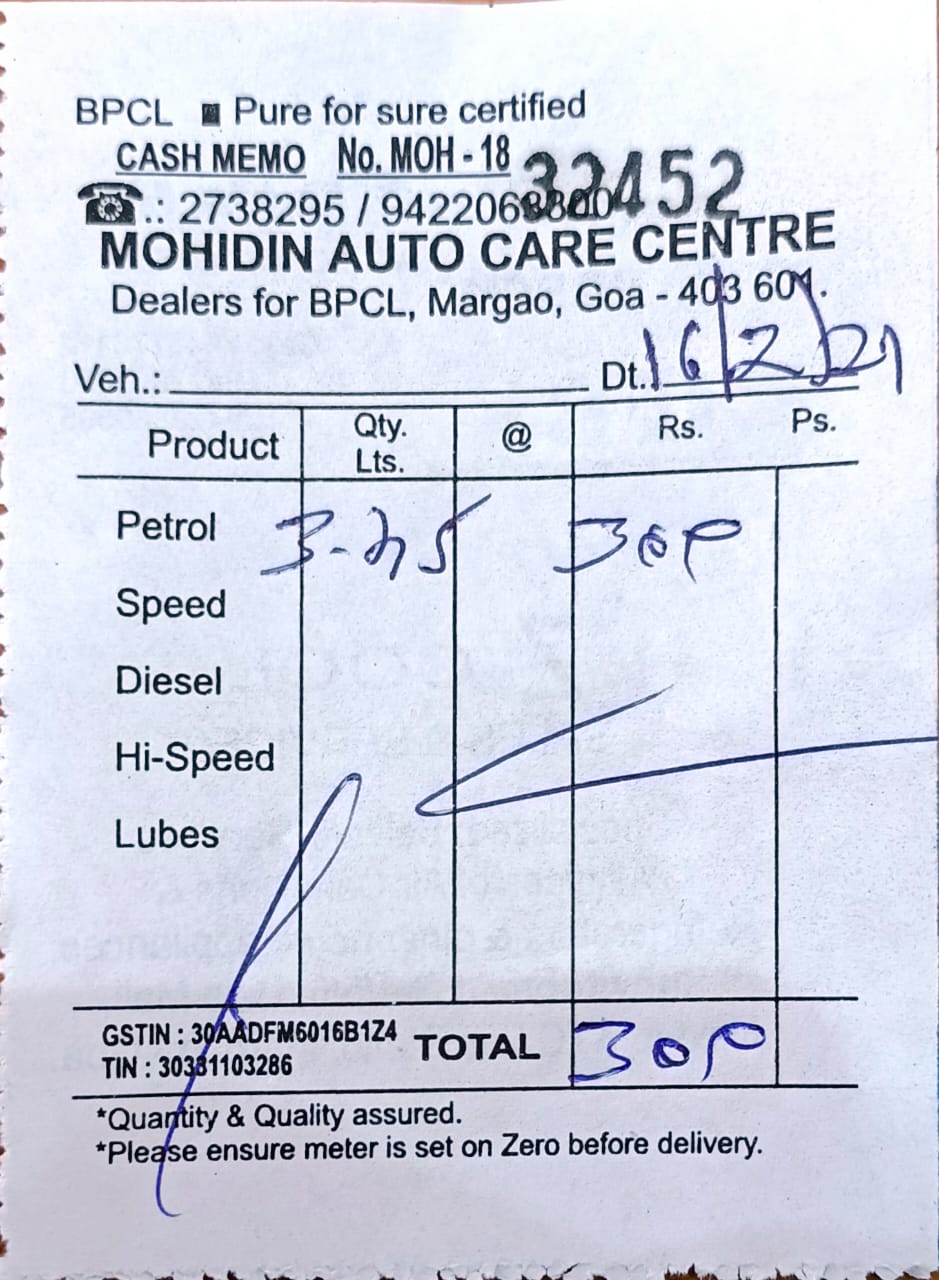 BPCL Pure for sure certified
CASH MEMO No. MOH - 18 32452
.: 2738295 / 9422063800
MOHIDIN AUTO CARE CENTRE
Dealers for BPCL, Margao, Goa - 403 601.
Veh.: Dt. 16/2/21
Product Qty. Lts. @ Rs. Ps.
Petrol 300
Speed
Diesel
Hi-Speed
Lubes
GSTIN : 30AADFM6016B1Z4 TOTAL 300
TIN : 30381103286
*Quantity & Quality assured.
*Please ensure meter is set on Zero before delivery.